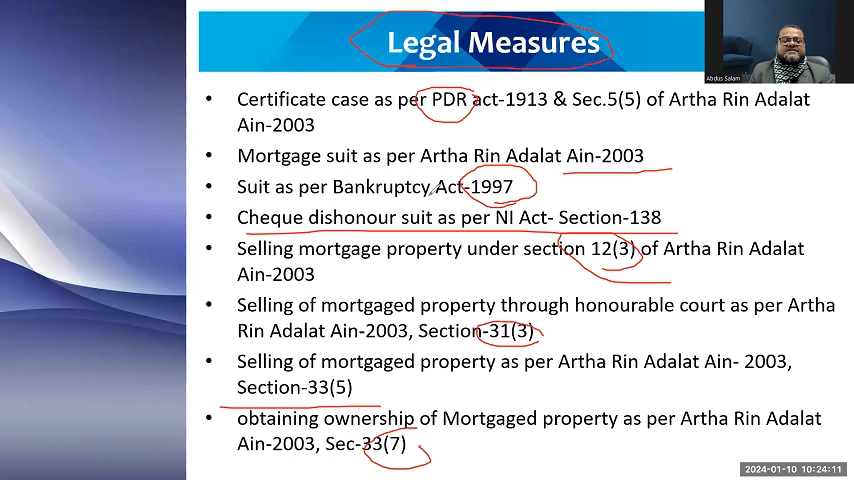 Legal Measures
Abdus Salam
• Certificate case as per PDR act-1913 & Sec.5(5) of Artha Rin Adalat
Ain-2003
• Mortgage suit as per Artha Rin Adalat Ain-2003
• Suit as per Bankruptcy Act-1997
• Cheque dishonour suit as per NI Act- Section-138
• Selling mortgage property under section 12(3) of Artha Rin Adalat
Ain-2003
• Selling of mortgaged property through honourable court as per Artha
Rin Adalat Ain-2003, Section-31(3)
• Selling of mortgaged property as per Artha Rin Adalat Ain- 2003,
Section-33(5)
• obtaining ownership of Mortgaged property as per Artha Rin Adalat
Ain-2003, Sec-33(7)
2024-01-10 10:24:11